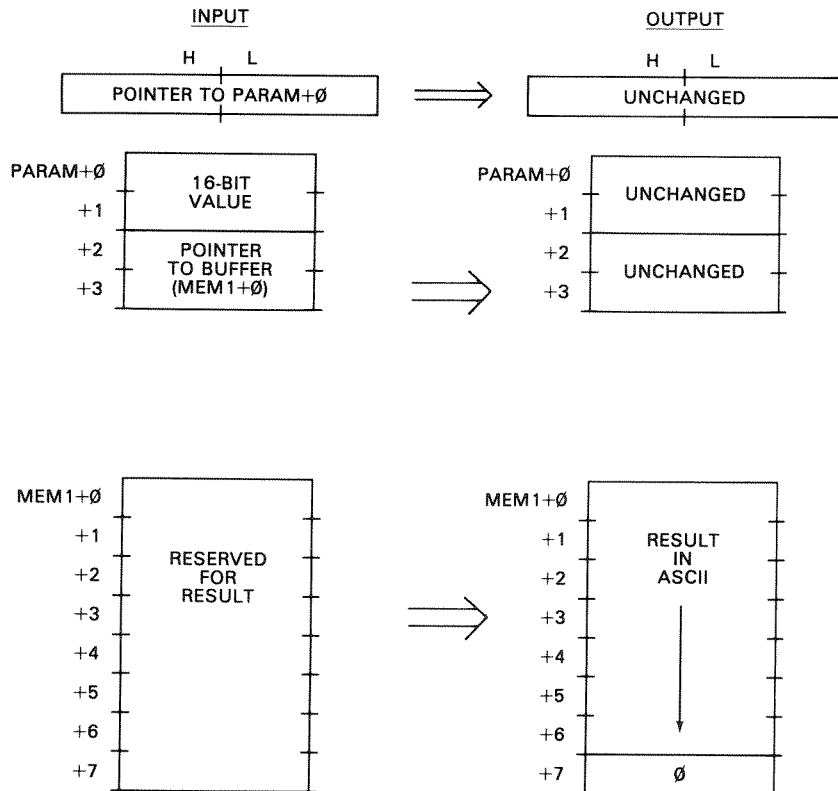 INPUT
H L
POINTER TO PARAM+Ø
PARAM+Ø
+1
+2
+3
16-BIT
VALUE
POINTER
TO BUFFER
(MEM1+Ø)
OUTPUT
H L
UNCHANGED
PARAM+Ø
+1
+2
+3
UNCHANGED
UNCHANGED
MEM1+Ø
+1
+2
+3
+4
+5
+6
+7
RESERVED
FOR
RESULT
MEM1+Ø
+1
+2
+3
+4
+5
+6
+7
RESULT
IN
ASCII
Ø